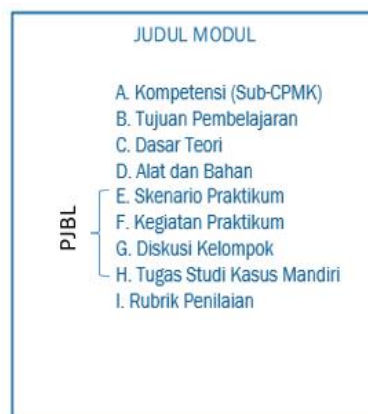 JUDUL MODUL
A. Kompetensi (Sub-CPMK)
B. Tujuan Pembelajaran
C. Dasar Teori
D. Alat dan Bahan
E. Skenario Praktikum
F. Kegiatan Praktikum
G. Diskusi Kelompok
H. Tugas Studi Kasus Mandiri
I. Rubrik Penilaian
PJBL